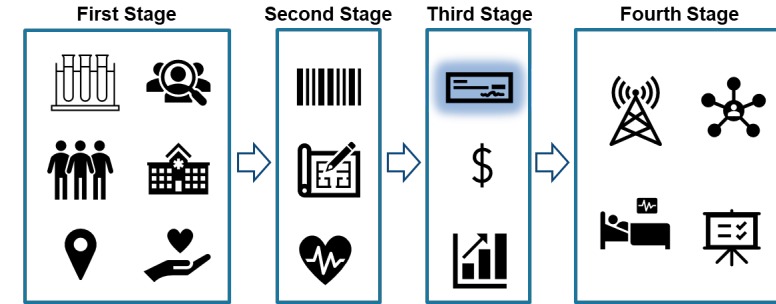 First Stage
Second Stage
Third Stage
Fourth Stage
$